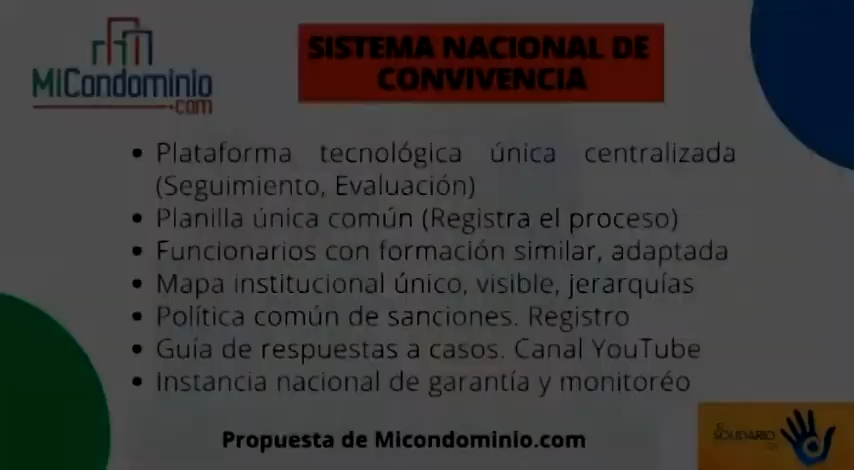 MiCondominio
.com
SISTEMA NACIONAL DE
CONVIVENCIA
• Plataforma tecnológica única centralizada
(Seguimiento, Evaluación)
• Planilla única común (Registra el proceso)
• Funcionarios con formación similar, adaptada
• Mapa institucional único, visible, jerarquías
• Política común de sanciones. Registro
• Guía de respuestas a casos. Canal YouTube
• Instancia nacional de garantía y monitoréo
Propuesta de Micondominio.com
SOLIDARIO